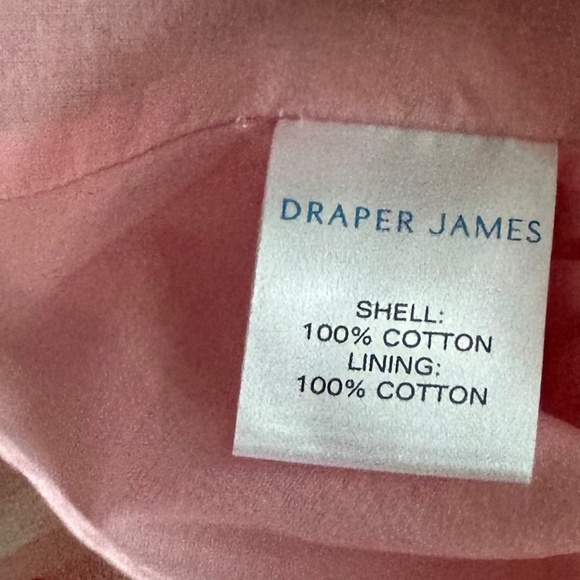 DRAPER JAMES
SHELL:
100% COTTON
LINING:
100% COTTON